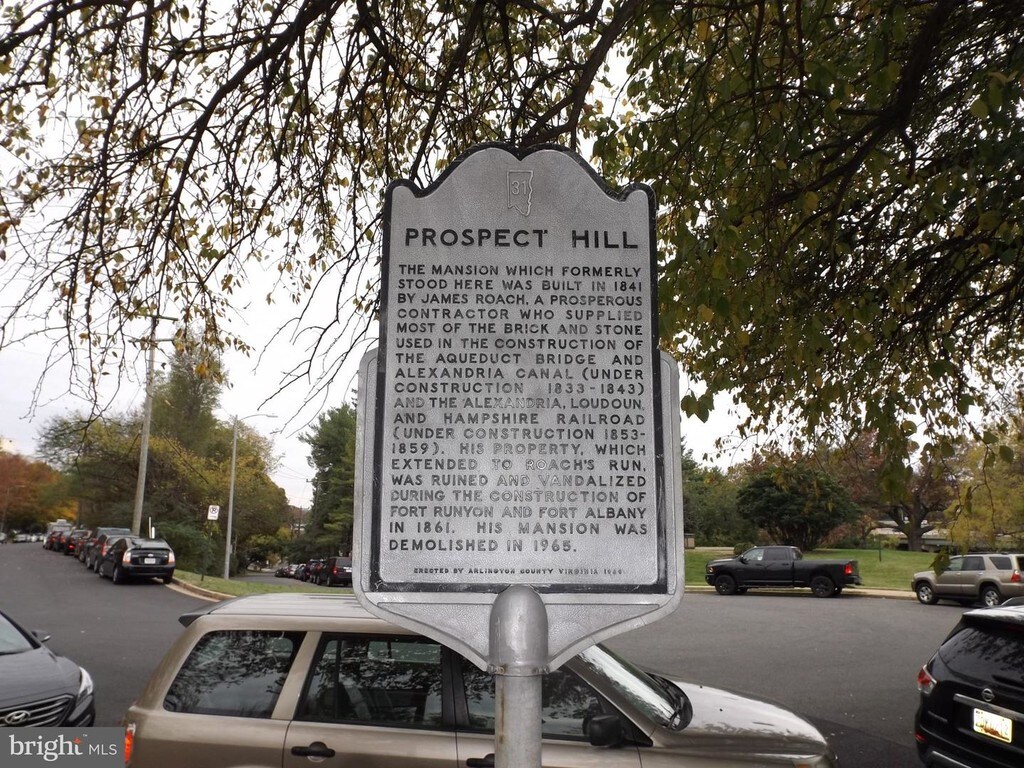 31
PROSPECT HILL
THE MANSION WHICH FORMERLY
STOOD HERE WAS BUILT IN 1841
BY JAMES ROACH, A PROSPEROUS
CONTRACTOR WHO SUPPLIED
MOST OF THE BRICK AND STONE
USED IN THE CONSTRUCTION OF
THE AQUEDUCT BRIDGE AND
ALEXANDRIA CANAL (UNDER
CONSTRUCTION 1833-1843)
AND THE ALEXANDRIA, LOUDOUN,
AND HAMPSHIRE RAILROAD
(UNDER CONSTRUCTION 1853-
1859). HIS PROPERTY, WHICH
EXTENDED TO ROACH'S RUN,
WAS RUINED AND VANDALIZED
DURING THE CONSTRUCTION OF
FORT RUNYON AND FORT ALBANY
IN 1861. HIS MANSION WAS
DEMOLISHED IN 1965.
ERECTED BY ARLINGTON COUNTY VIRGINIA
bright MLS